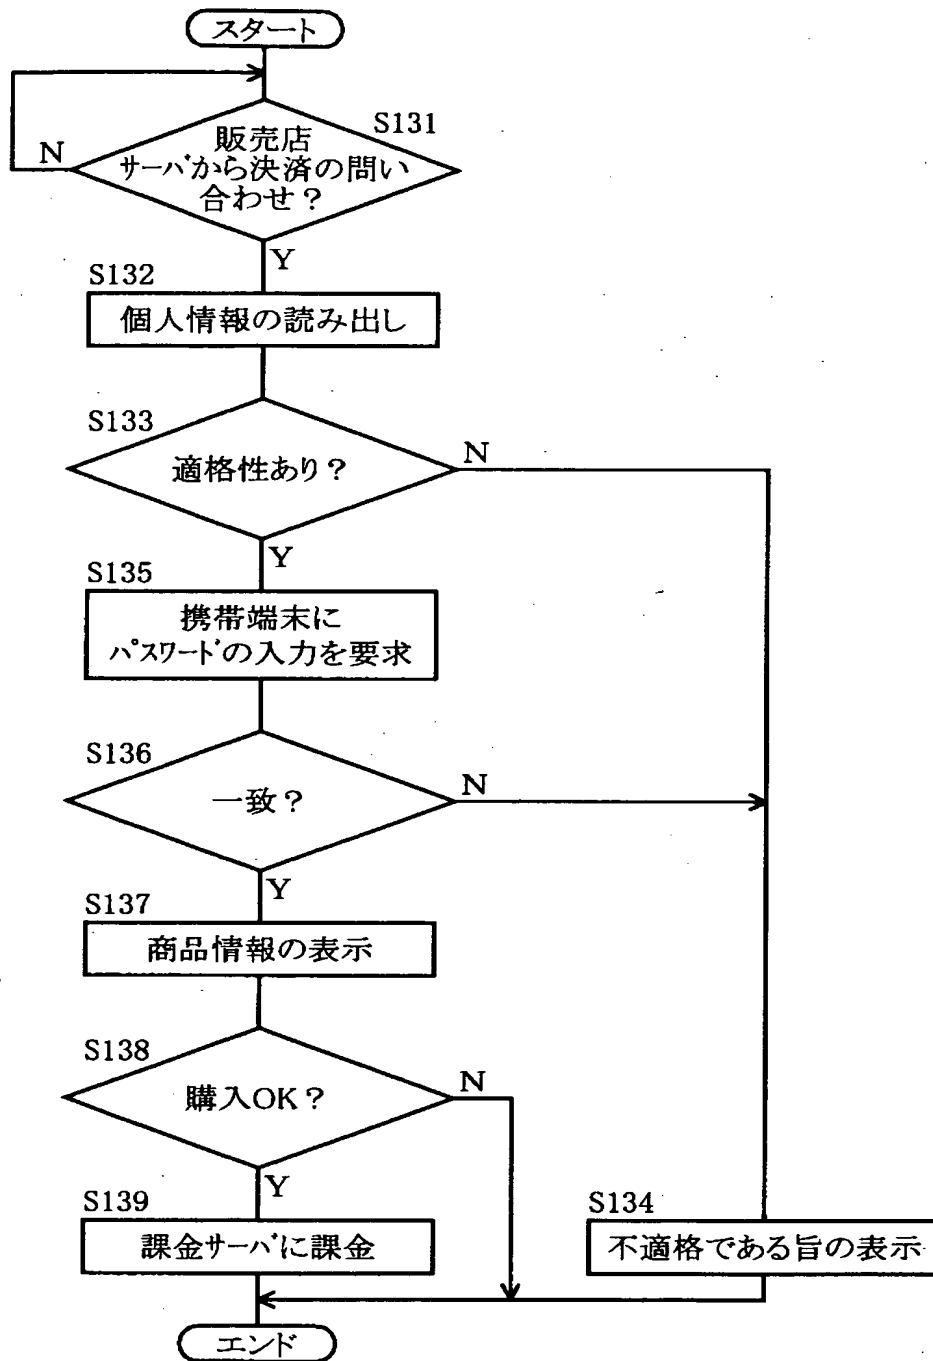 スタート
S131
販売店
サーバから決済の問い
合わせ？
N
Y
S132
個人情報の読み出し
S133
適格性あり？
N
Y
S135
携帯端末に
パスワードの入力を要求
S136
一致？
N
Y
S137
商品情報の表示
S138
購入OK？
N
Y
S139
課金サーバに課金
S134
不適格である旨の表示
エンド